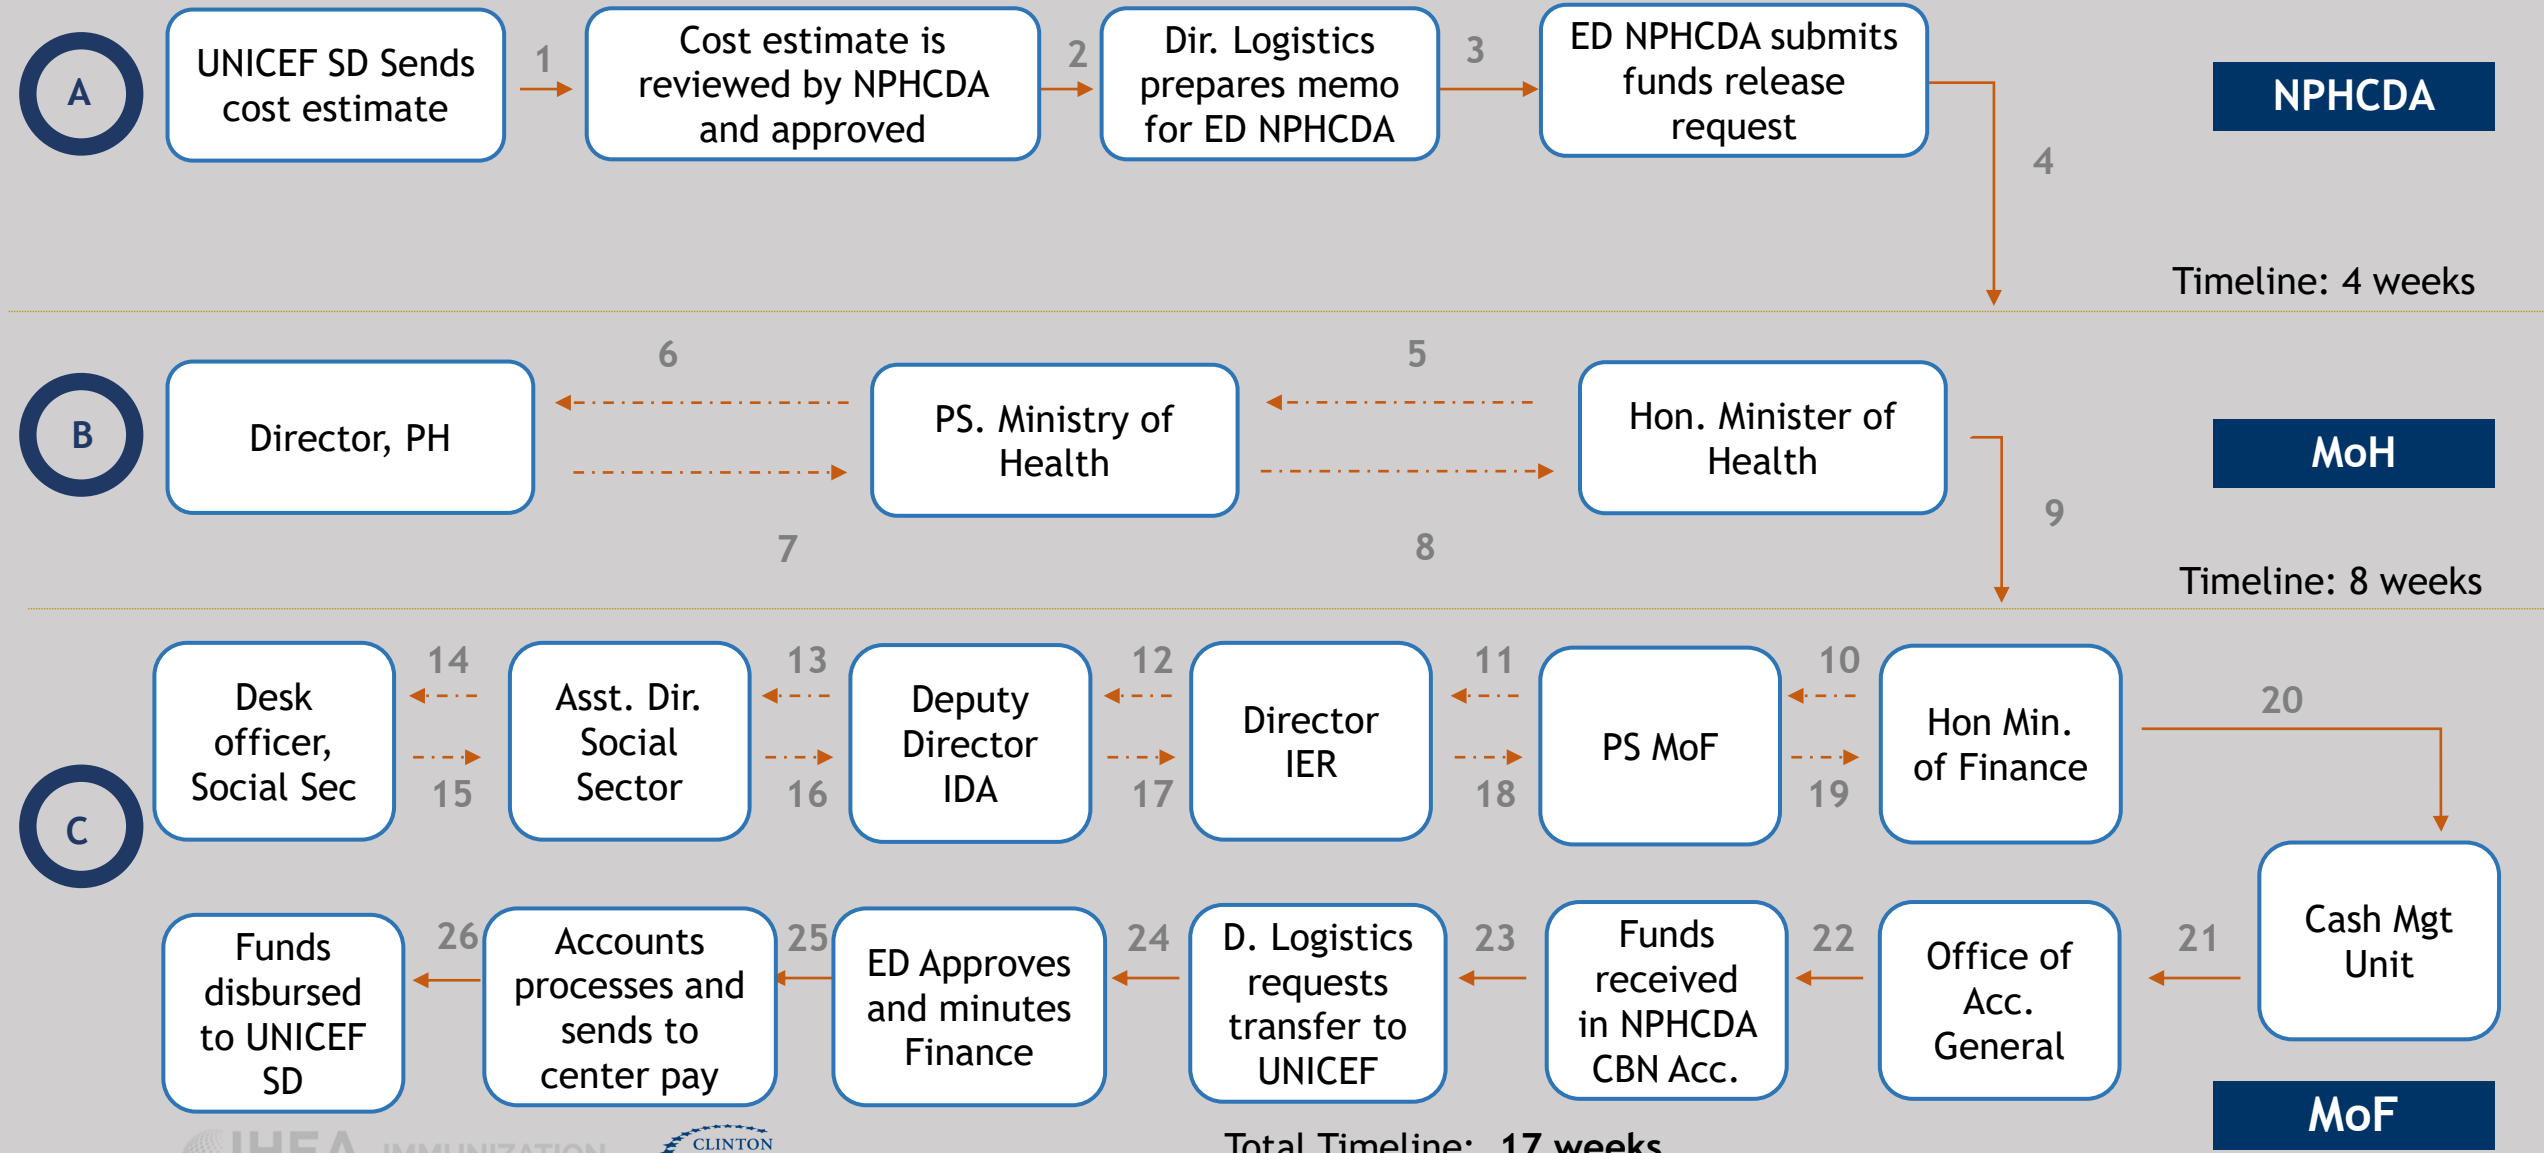 A
UNICEF SD Sends
cost estimate
1
Cost estimate is
reviewed by NPHCDA
and approved
2
Dir. Logistics
prepares memo
for ED NPHCDA
3
ED NPHCDA submits
funds release
request
4
NPHCDA
Timeline: 4 weeks
B
Director, PH
6
7
PS. Ministry of
Health
5
8
Hon. Minister of
Health
9
MoH
Timeline: 8 weeks
C
Desk
officer,
Social Sec
14
15
Asst. Dir.
Social
Sector
13
16
Deputy
Director
IDA
12
17
Director
IER
11
18
PS MoF
10
19
Hon Min.
of Finance
20
Funds
disbursed
to UNICEF
SD
26
Accounts
processes and
sends to
center pay
25
ED Approves
and minutes
Finance
24
D. Logistics
requests
transfer to
UNICEF
23
Funds
received
in NPHCDA
CBN Acc.
22
Office of
Acc.
General
21
Cash Mgt
Unit
MoF
IHEA IMMUNIZATION
CLINTON
Total Timeline: 17 weeks